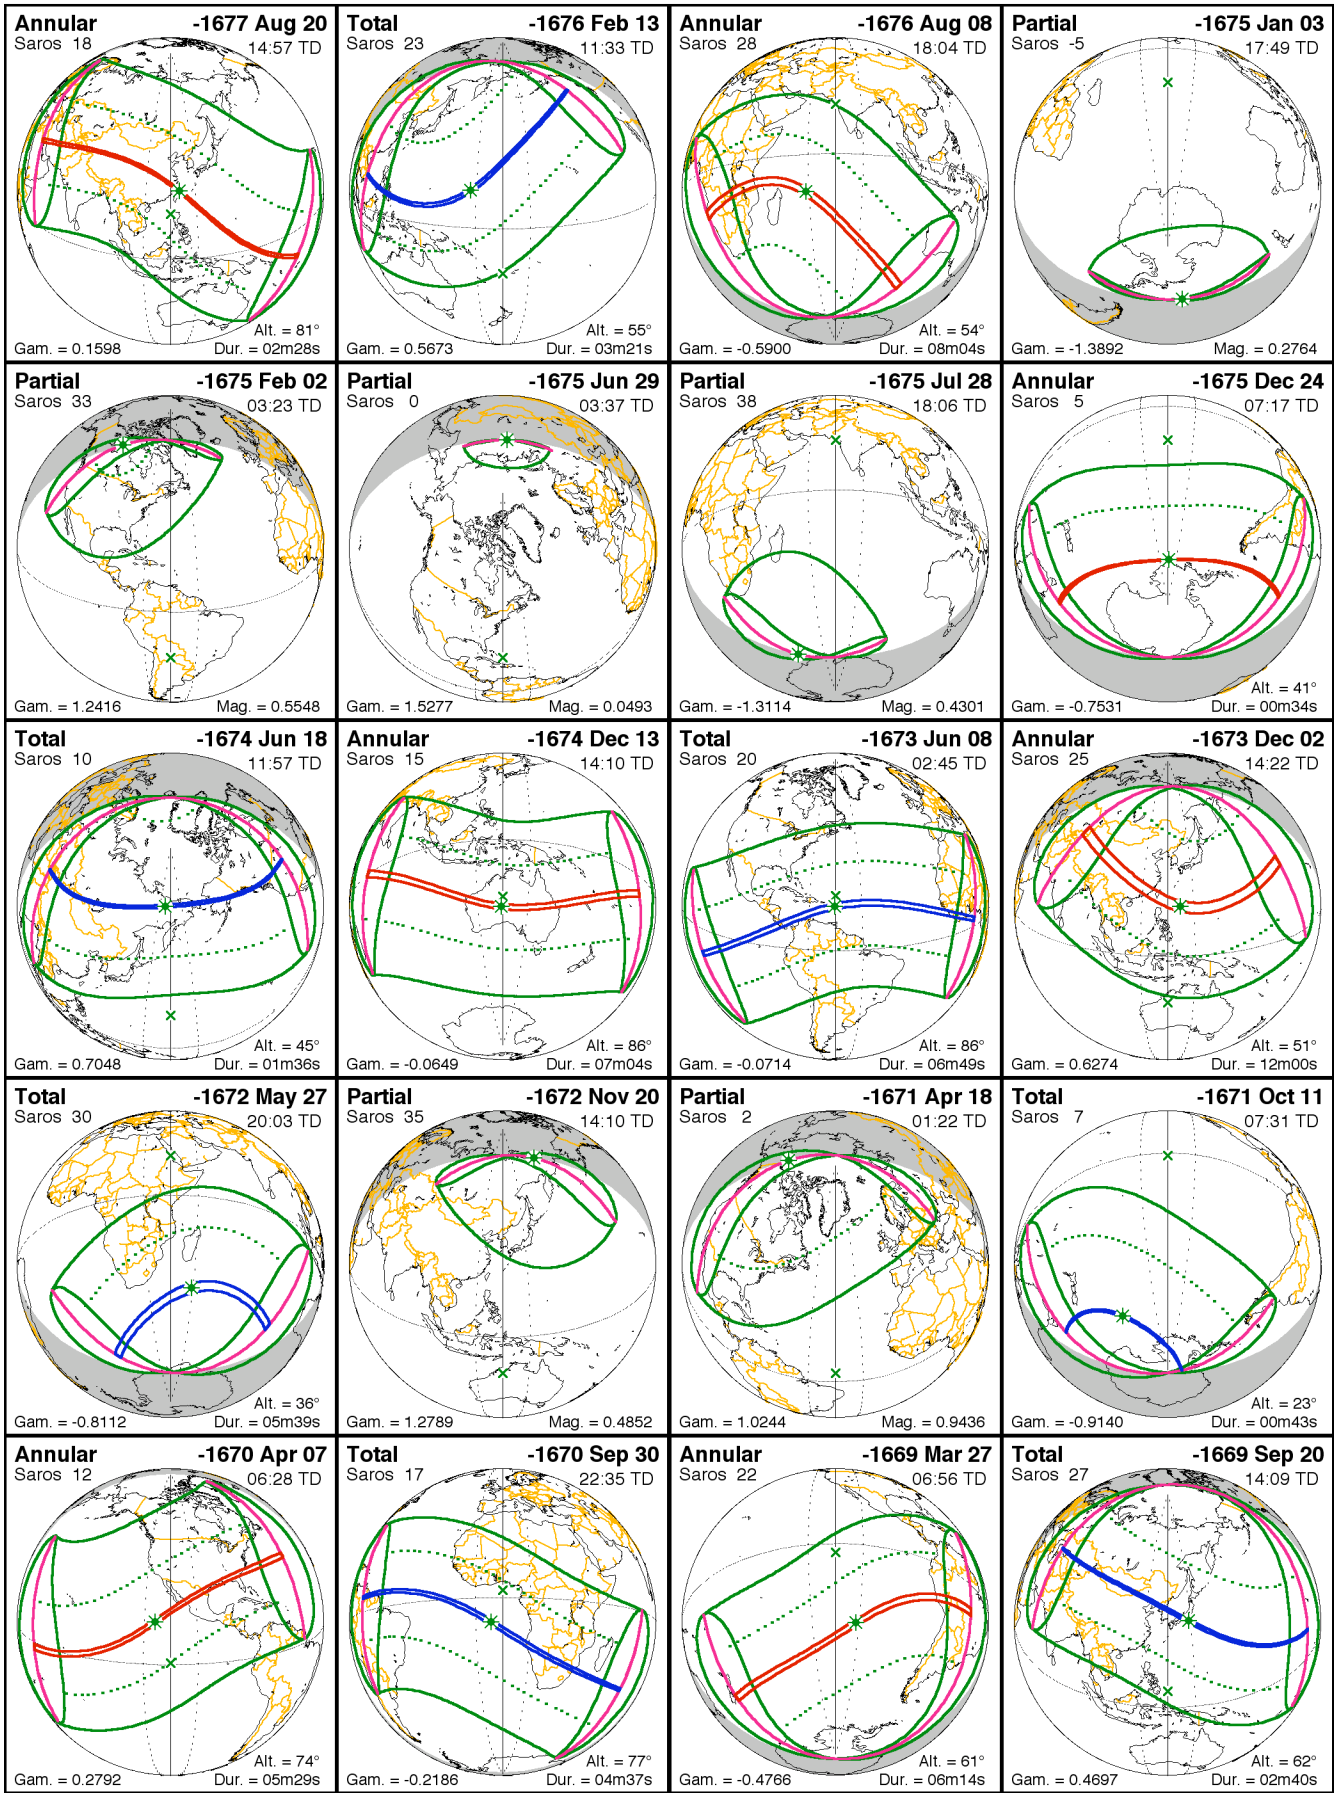 Annular -1677 Aug 20
Saros 18 14:57 TD
Alt. = 81°
Gam. = 0.1598 Dur. = 02m28s
Total -1676 Feb 13
Saros 23 11:33 TD
Alt. = 55°
Gam. = 0.5673 Dur. = 03m21s
Annular -1676 Aug 08
Saros 28 18:04 TD
Alt. = 54°
Gam. = -0.5900 Dur. = 08m04s
Partial -1675 Jan 03
Saros -5 17:49 TD
Gam. = -1.3892 Mag. = 0.2764
Partial -1675 Feb 02
Saros 33 03:23 TD
Gam. = 1.2416 Mag. = 0.5548
Partial -1675 Jun 29
Saros 0 03:37 TD
Gam. = 1.5277 Mag. = 0.0493
Partial -1675 Jul 28
Saros 38 18:06 TD
Gam. = -1.3114 Mag. = 0.4301
Annular -1675 Dec 24
Saros 5 07:17 TD
Alt. = 41°
Gam. = -0.7531 Dur. = 00m34s
Total -1674 Jun 18
Saros 10 11:57 TD
Alt. = 45°
Gam. = 0.7048 Dur. = 01m36s
Annular -1674 Dec 13
Saros 15 14:10 TD
Alt. = 86°
Gam. = -0.0649 Dur. = 07m04s
Total -1673 Jun 08
Saros 20 02:45 TD
Alt. = 86°
Gam. = -0.0714 Dur. = 06m49s
Annular -1673 Dec 02
Saros 25 14:22 TD
Alt. = 51°
Gam. = 0.6274 Dur. = 12m00s
Total -1672 May 27
Saros 30 20:03 TD
Alt. = 36°
Gam. = -0.8112 Dur. = 05m39s
Partial -1672 Nov 20
Saros 35 14:10 TD
Gam. = 1.2789 Mag. = 0.4852
Partial -1671 Apr 18
Saros 2 01:22 TD
Gam. = 1.0244 Mag. = 0.9436
Total -1671 Oct 11
Saros 7 07:31 TD
Alt. = 23°
Gam. = -0.9140 Dur. = 00m43s
Annular -1670 Apr 07
Saros 12 06:28 TD
Alt. = 74°
Gam. = 0.2792 Dur. = 05m29s
Total -1670 Sep 30
Saros 17 22:35 TD
Alt. = 77°
Gam. = -0.2186 Dur. = 04m37s
Annular -1669 Mar 27
Saros 22 06:56 TD
Alt. = 61°
Gam. = -0.4766 Dur. = 06m14s
Total -1669 Sep 20
Saros 27 14:09 TD
Alt. = 62°
Gam. = 0.4697 Dur. = 02m40s